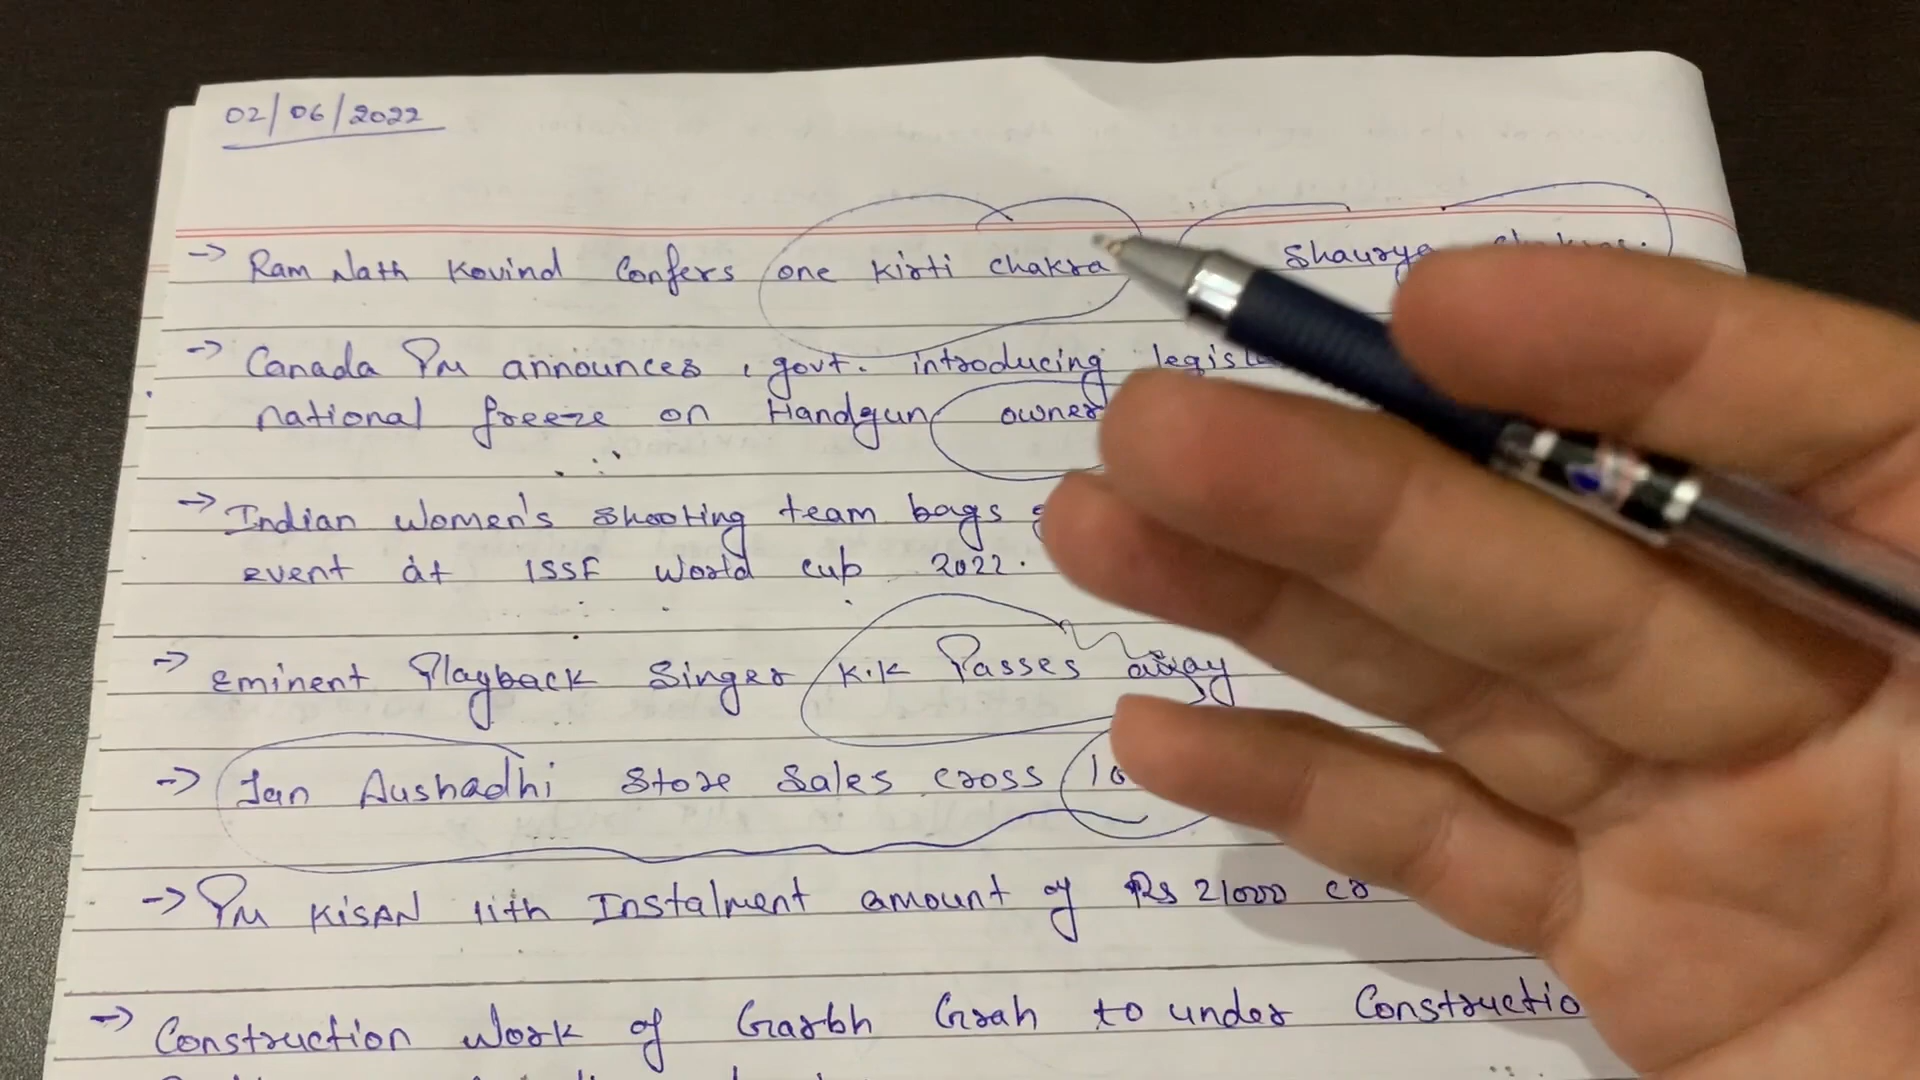 02/06/2022
→ Ram Nath Kovind Confers one Kirti Chakra Shaurya
→ Canada PM announces, govt. introducing
national freeze on Handgun
→ Indian Women's Shooting team bags
event at ISSF World Cup 2022.
→ eminent Playback Singer K.K Passes away
→ Jan Aushadhi Store Sales cross
→ PM KISAN 11th Instalment amount of Rs 21000 cr
→ Construction Work of Garbh Grah to under